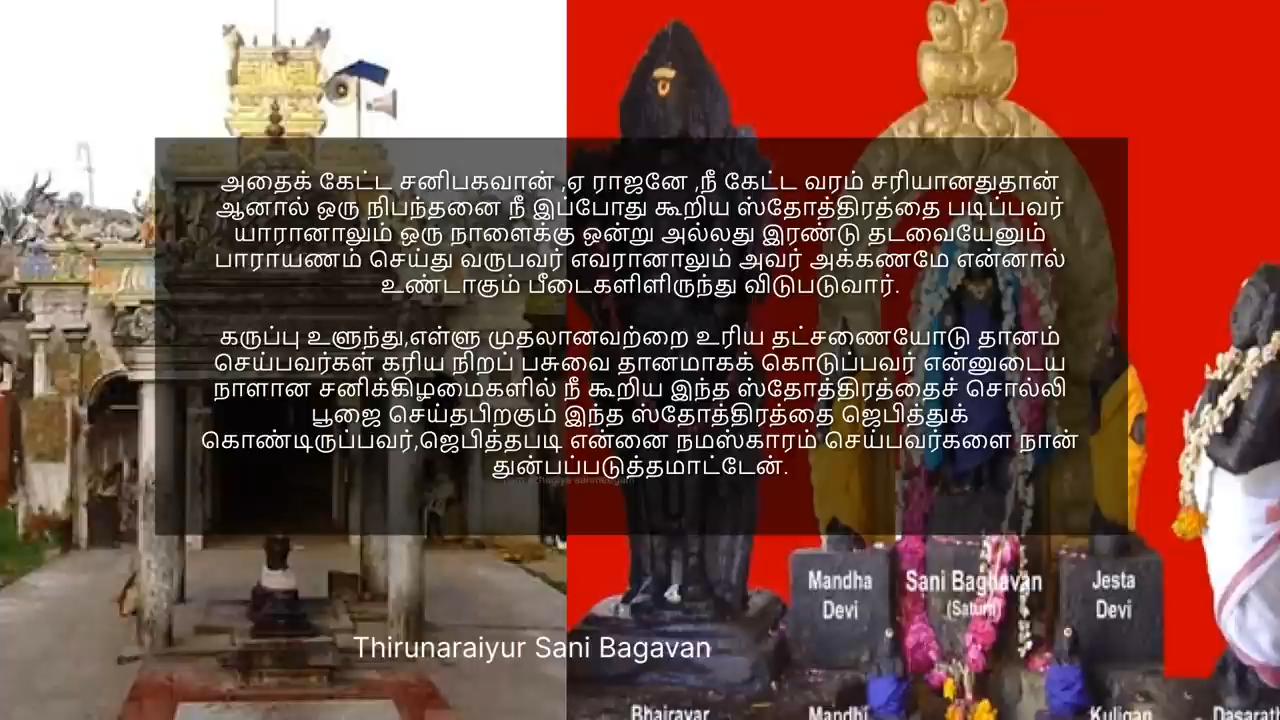 அதைக் கேட்ட சனிபகவான் ,ஏ ராஜனே ,நீ கேட்ட வரம் சரியானதுதான்
ஆனால் ஒரு நிபந்தனை நீ இப்போது கூறிய ஸ்தோத்திரத்தை படிப்பவர்
யாரானாலும் ஒரு நாளைக்கு ஒன்று அல்லது இரண்டு தடவையேனும்
பாராயணம் செய்து வருபவர் எவரானாலும் அவர் அக்கணமே என்னால்
உண்டாகும் பீடைகளிளிருந்து விடுபடுவார்.
கருப்பு உளுந்து,எள்ளு முதலானவற்றை உரிய தட்சணையோடு தானம்
செய்பவர்கள் கரிய நிறப் பசுவை தானமாகக் கொடுப்பவர் என்னுடைய
நாளான சனிக்கிழமைகளில் நீ கூறிய இந்த ஸ்தோத்திரத்தைச் சொல்லி
பூஜை செய்தபிறகும் இந்த ஸ்தோத்திரத்தை ஜெபித்துக்
கொண்டிருப்பவர்,ஜெபித்தபடி என்னை நமஸ்காரம் செய்பவர்களை நான்
துன்பப்படுத்தமாட்டேன்.
Mandha Devi
Sani Baghavan
(Saturn)
Jesta Devi
Thirunaraiyur Sani Bagavan
Bhairavar
Mandhi
Kuligan